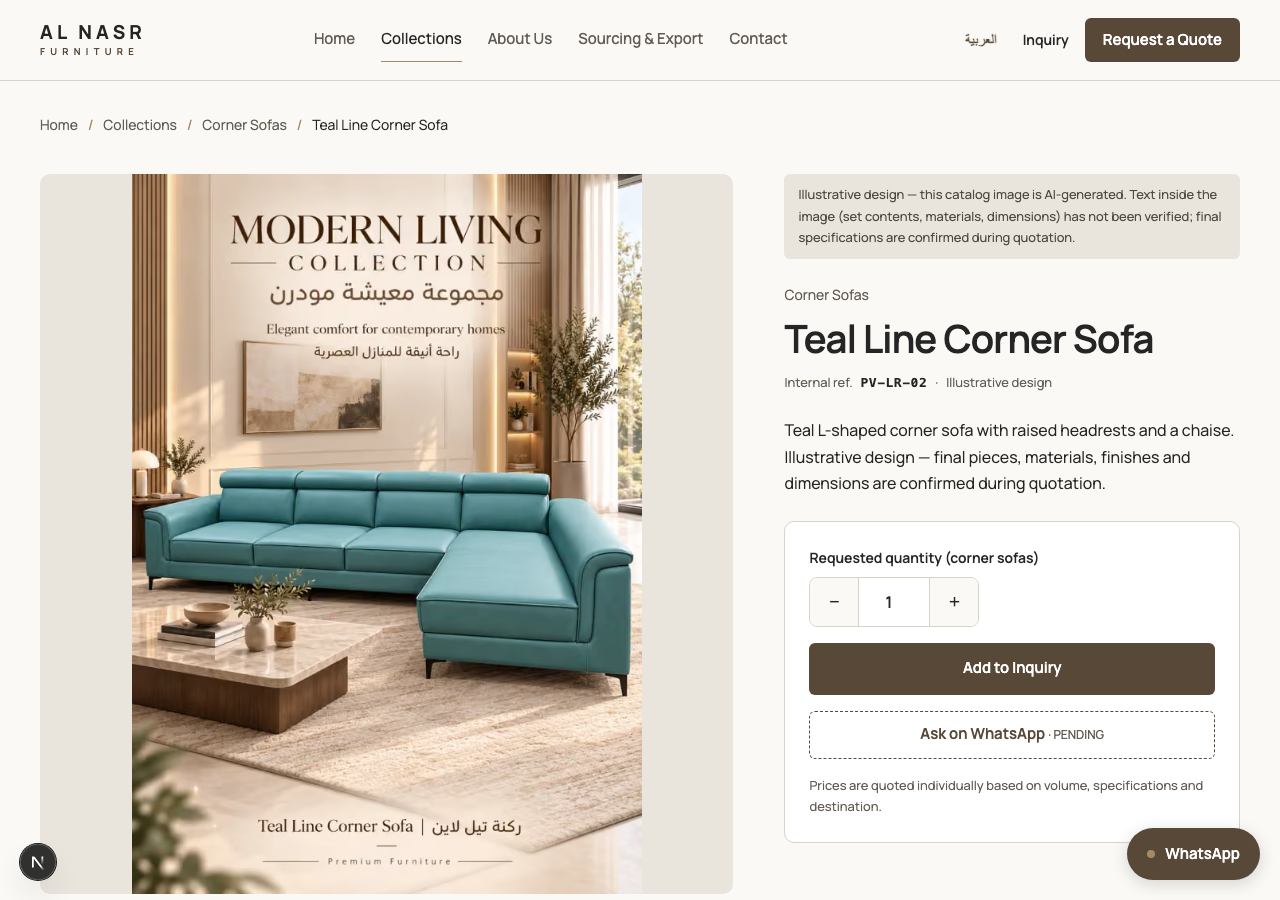 AL NASR
FURNITURE
Home
Collections
About Us
Sourcing & Export
Contact
العربية
Inquiry
Request a Quote
Home / Collections / Corner Sofas / Teal Line Corner Sofa
MODERN LIVING
COLLECTION
مجموعة معيشة مودرن
Elegant comfort for contemporary homes
راحة أنيقة للمنازل العصرية
Teal Line Corner Sofa | ركنة تيل لاين
Premium Furniture
Illustrative design — this catalog image is AI-generated. Text inside the
image (set contents, materials, dimensions) has not been verified; final
specifications are confirmed during quotation.
Corner Sofas
Teal Line Corner Sofa
Internal ref. PV-LR-02 · Illustrative design
Teal L-shaped corner sofa with raised headrests and a chaise.
Illustrative design — final pieces, materials, finishes and
dimensions are confirmed during quotation.
Requested quantity (corner sofas)
− 1 +
Add to Inquiry
Ask on WhatsApp · PENDING
Prices are quoted individually based on volume, specifications and
destination.
N
WhatsApp